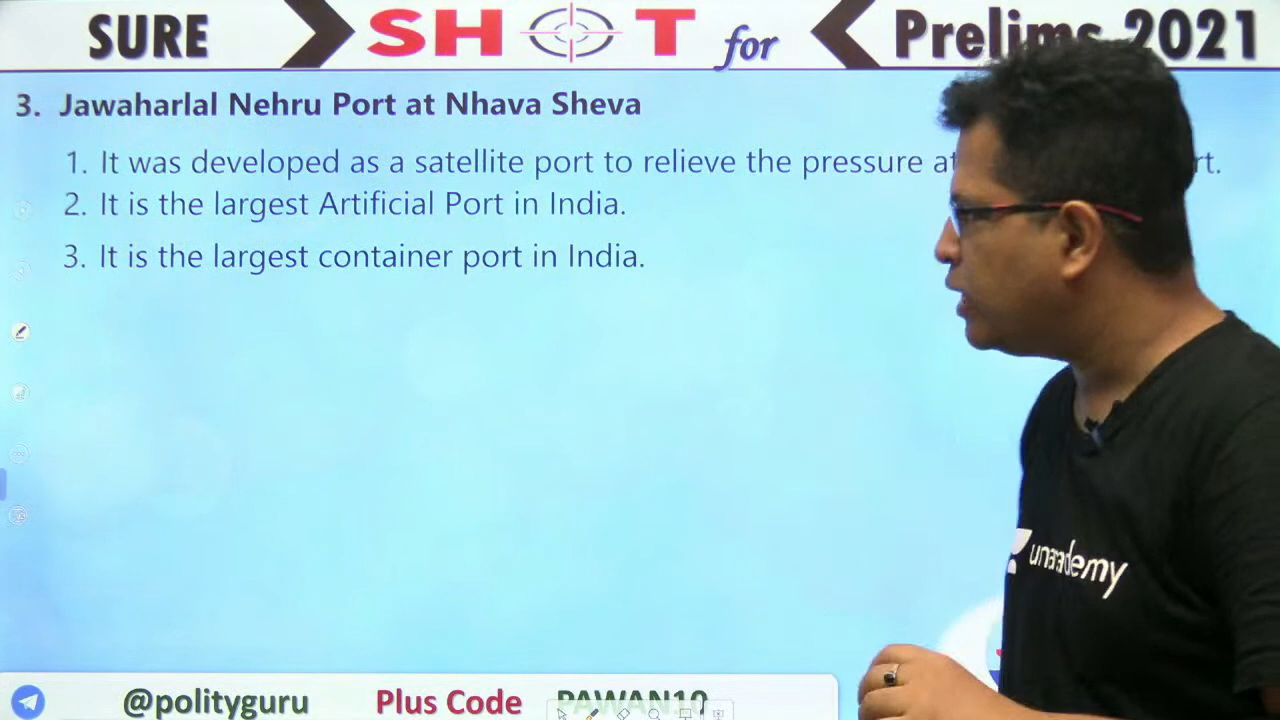 SURE SHOT for Prelims 2021
3. Jawaharlal Nehru Port at Nhava Sheva
1. It was developed as a satellite port to relieve the pressure at rt.
2. It is the largest Artificial Port in India.
3. It is the largest container port in India.
unacademy
@polityguru Plus Code PAWAN10